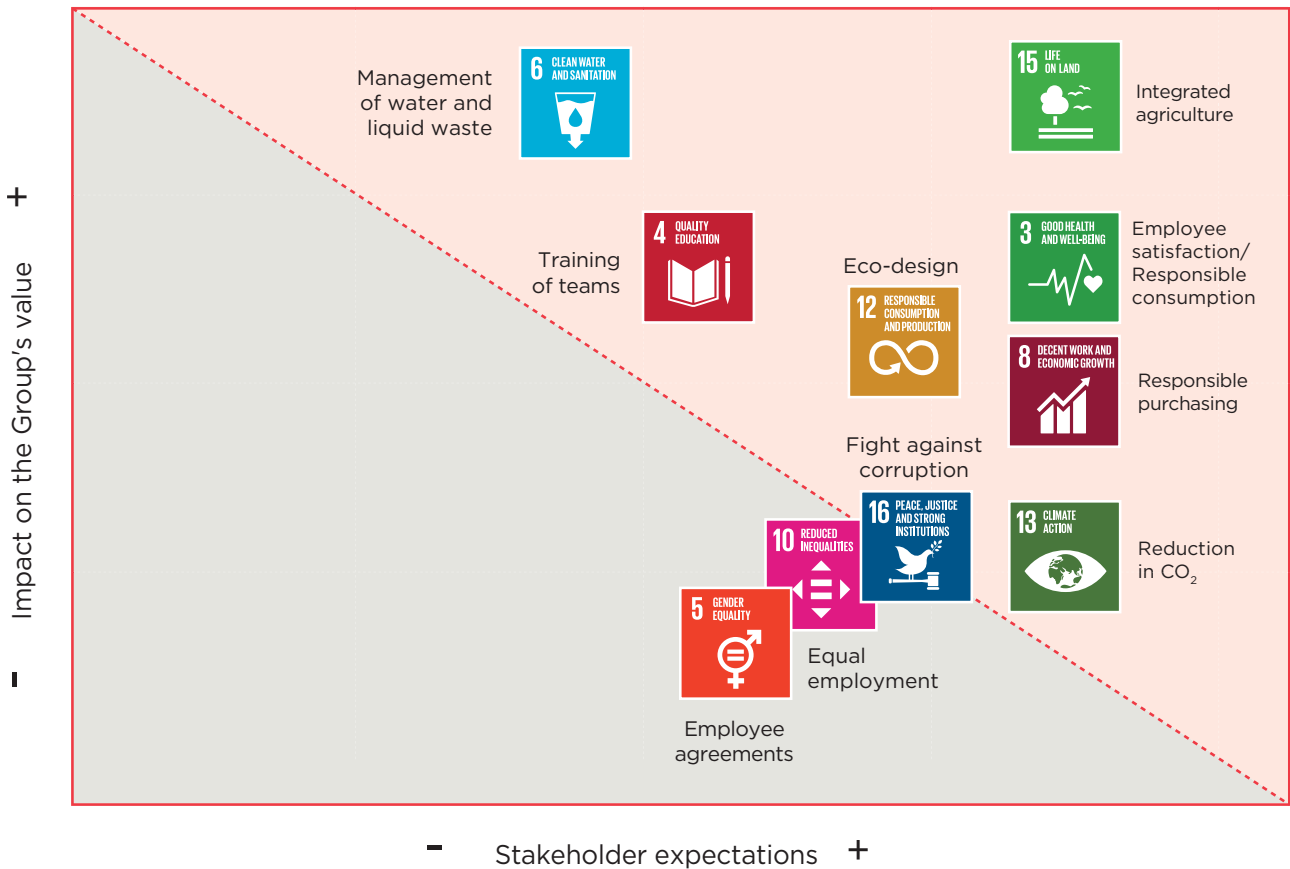 +
Impact on the Group's value
-
Management
of water and
liquid waste
6 CLEAN WATER
AND SANITATION
15 LIFE
ON LAND
Integrated
agriculture
Training
of teams
4 QUALITY
EDUCATION
Eco-design
12 RESPONSIBLE
CONSUMPTION
AND PRODUCTION
3 GOOD HEALTH
AND WELL-BEING
Employee
satisfaction/
Responsible
consumption
8 DECENT WORK AND
ECONOMIC GROWTH
Responsible
purchasing
Fight against
corruption
16 PEACE, JUSTICE
AND STRONG
INSTITUTIONS
13 CLIMATE
ACTION
Reduction
in CO₂
10 REDUCED
INEQUALITIES
Equal
employment
5 GENDER
EQUALITY
Employee
agreements
- Stakeholder expectations +